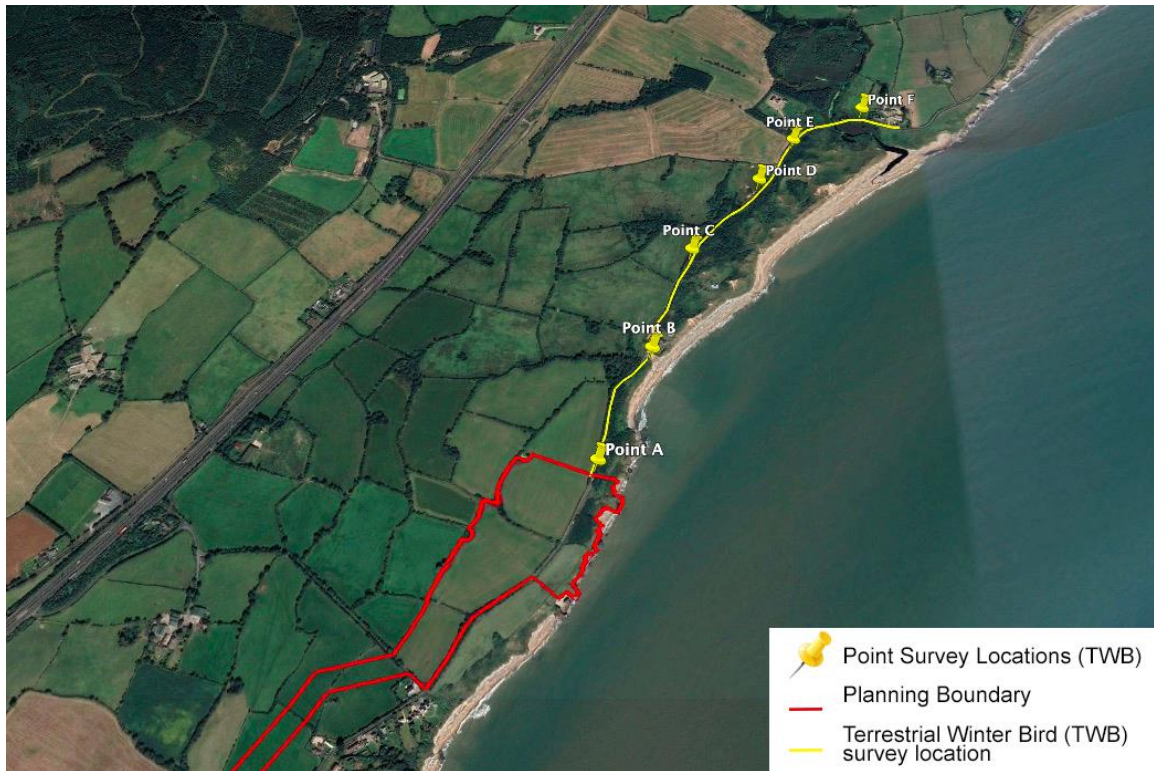 Point F
Point E
Point D
Point C
Point B
Point A
Point Survey Locations (TWB)
Planning Boundary
Terrestrial Winter Bird (TWB)
survey location